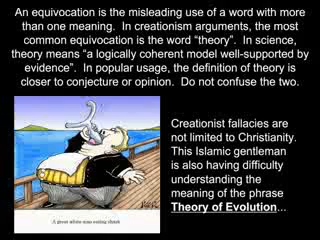 An equivocation is the misleading use of a word with more
than one meaning. In creationism arguments, the most
common equivocation is the word “theory”. In science,
theory means “a logically coherent model well-supported by
evidence”. In popular usage, the definition of theory is
closer to conjecture or opinion. Do not confuse the two.
Creationist fallacies are
not limited to Christianity.
This Islamic gentleman
is also having difficulty
understanding the
meaning of the phrase
Theory of Evolution...
A great white man eating shark